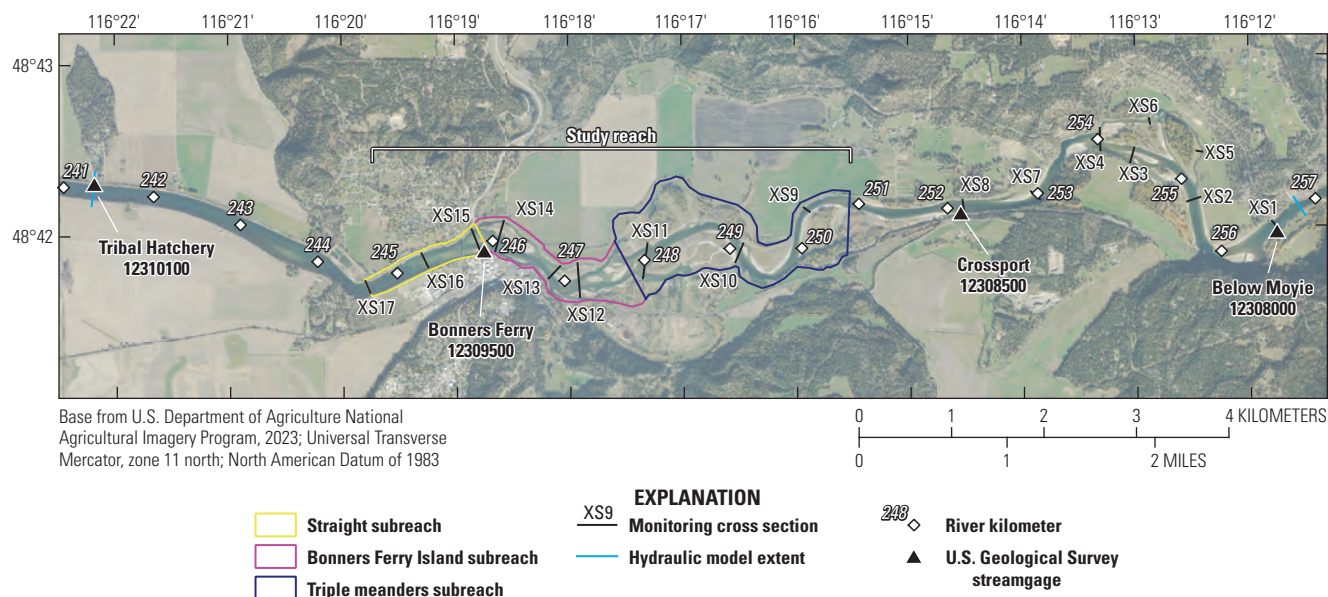 116°22' 116°21' 116°20' 116°19' 116°18' 116°17' 116°16' 116°15' 116°14' 116°13' 116°12'
48°43'
48°42'
Study reach
241
242
243
244
245
246
247
248
249
250
251
252
253
254
255
256
257
XS17
XS16
XS15
XS14
XS13
XS12
XS11
XS10
XS9
XS8
XS7
XS4
XS3
XS6
XS5
XS2
XS1
Tribal Hatchery
12310100
Bonners Ferry
12309500
Crossport
12308500
Below Moyie
12308000
Base from U.S. Department of Agriculture National
Agricultural Imagery Program, 2023; Universal Transverse
Mercator, zone 11 north; North American Datum of 1983
0 1 2 3 4 KILOMETERS
0 1 2 MILES
EXPLANATION
Straight subreach
Bonners Ferry Island subreach
Triple meanders subreach
XS9 Monitoring cross section
Hydraulic model extent
248 River kilometer
U.S. Geological Survey
streamgage